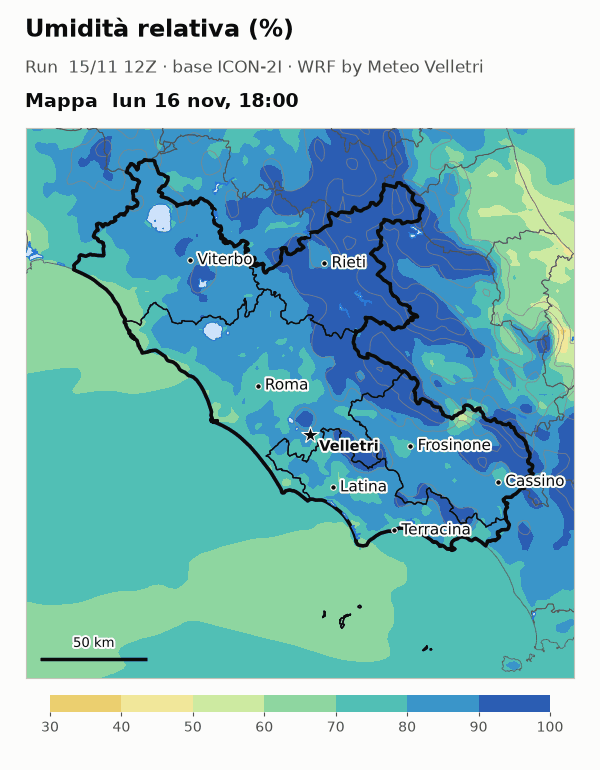 Umidità relativa (%)
Run  15/11 12Z · base ICON-2I · WRF by Meteo Velletri
Mappa  lun 16 nov, 18:00
Viterbo
Rieti
Roma
Velletri
Frosinone
Latina
Cassino
Terracina
50 km
30 40 50 60 70 80 90 100